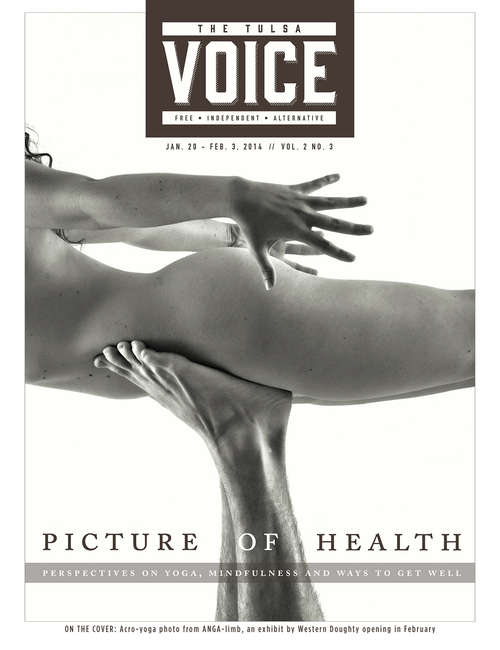 THE TULSA
VOICE
FREE • INDEPENDENT • ALTERNATIVE
JAN. 20 – FEB. 3, 2014 // VOL. 2 NO. 3
PICTURE OF HEALTH
PERSPECTIVES ON YOGA, MINDFULNESS AND WAYS TO GET WELL
ON THE COVER: Acro-yoga photo from ANGA-limb, an exhibit by Western Doughty opening in February